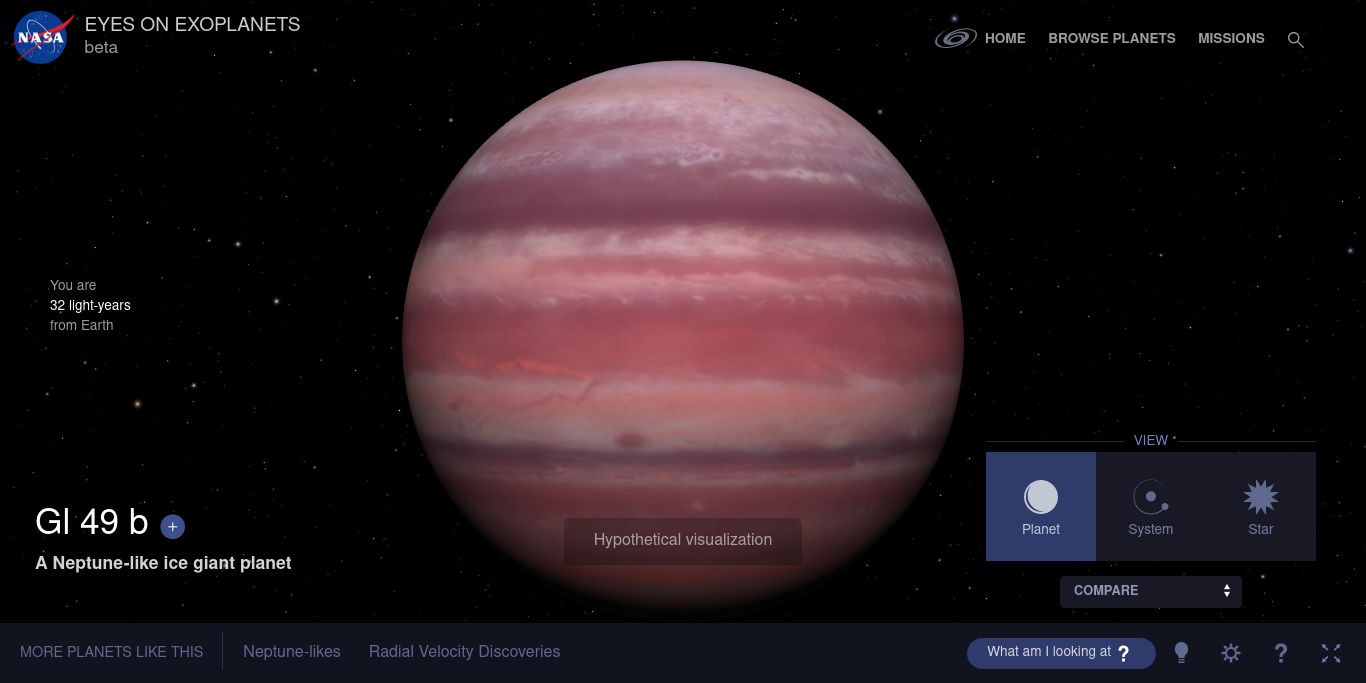 NASA
EYES ON EXOPLANETS
beta
HOME
BROWSE PLANETS
MISSIONS
You are
32 light-years
from Earth
VIEW
Planet
System
Star
Gl 49 b +
A Neptune-like ice giant planet
Hypothetical visualization
COMPARE
MORE PLANETS LIKE THIS
Neptune-likes
Radial Velocity Discoveries
What am I looking at ?
?